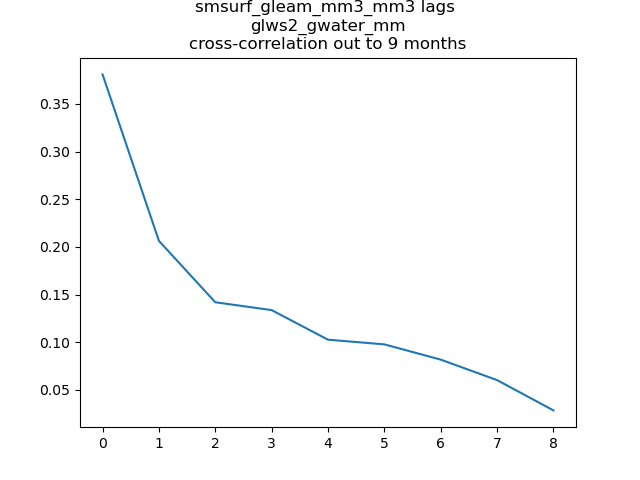 smsurf_gleam_mm3_mm3 lags
glws2_gwater_mm
cross-correlation out to 9 months
0.35
0.30
0.25
0.20
0.15
0.10
0.05
0 1 2 3 4 5 6 7 8